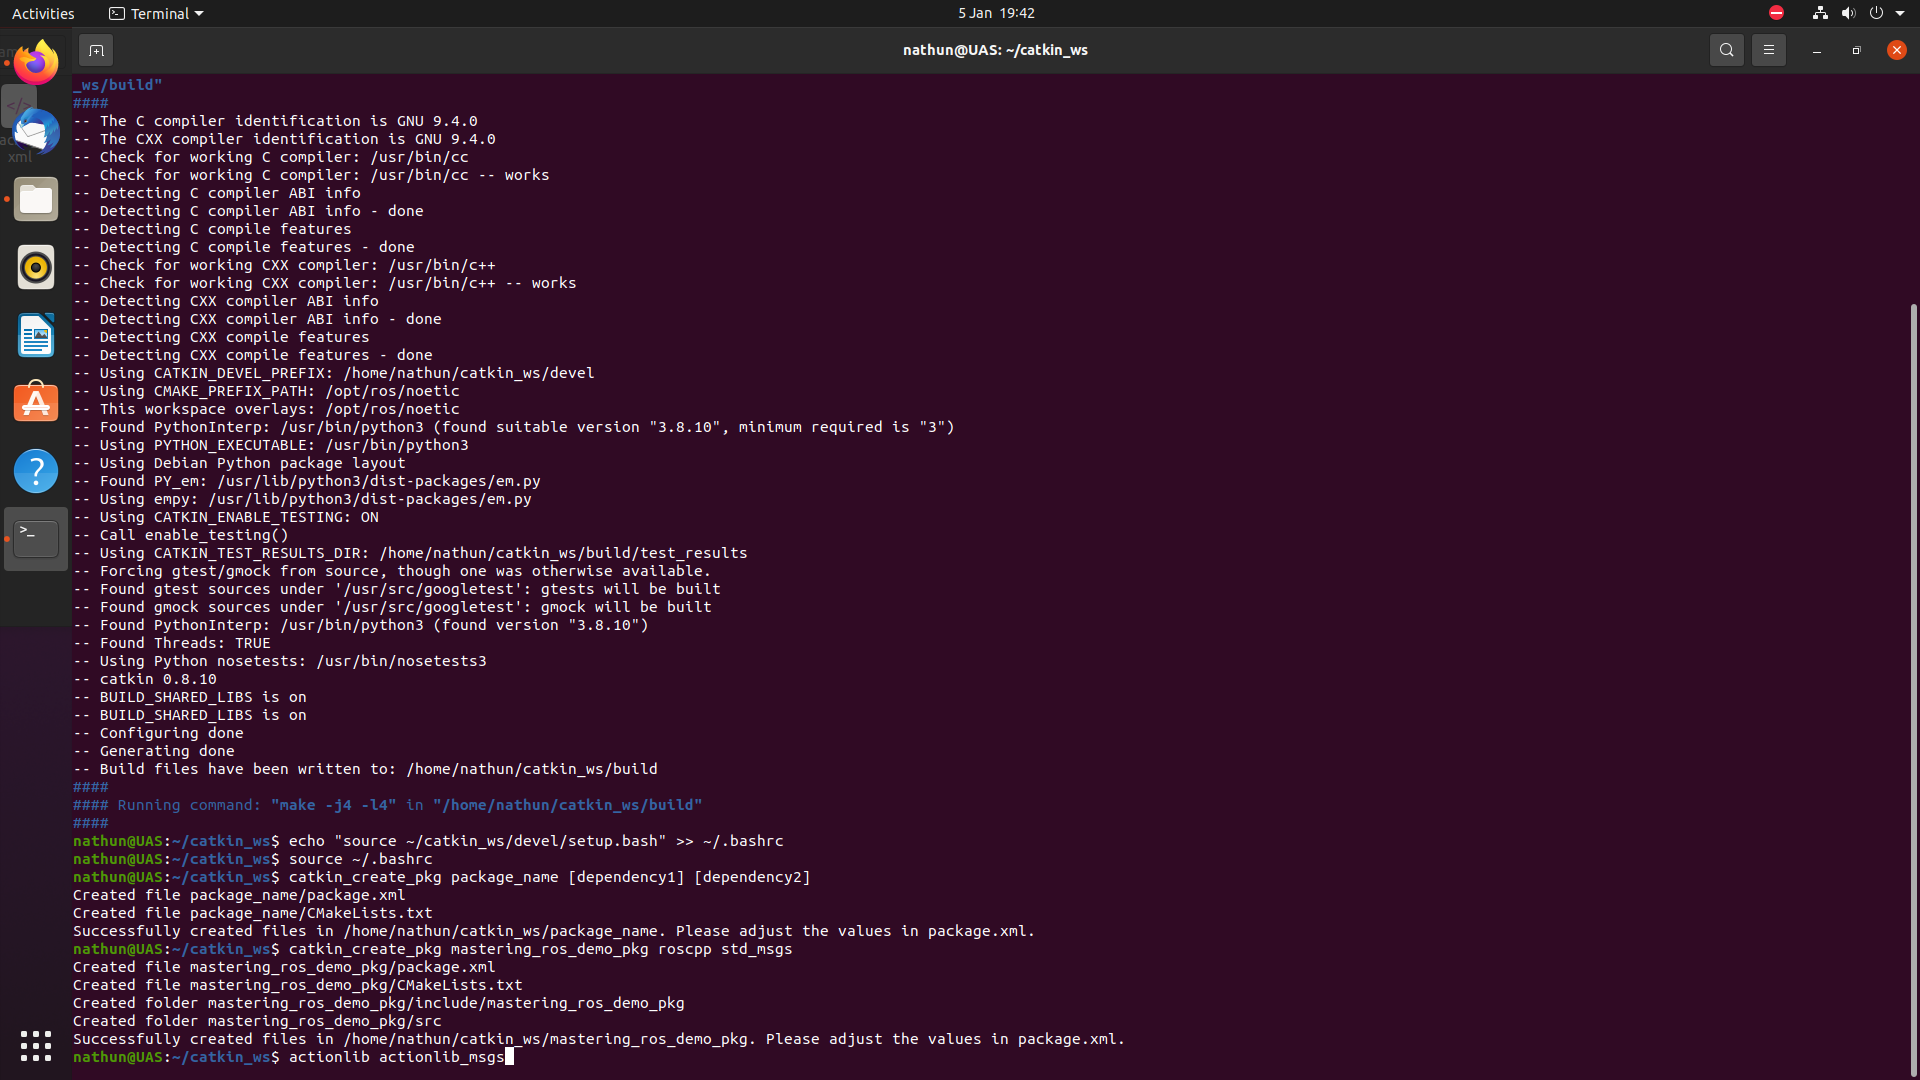 Activities
Terminal
5 Jan 19:42
nathun@UAS: ~/catkin_ws
_ws/build"
####
-- The C compiler identification is GNU 9.4.0
-- The CXX compiler identification is GNU 9.4.0
-- Check for working C compiler: /usr/bin/cc
-- Check for working C compiler: /usr/bin/cc -- works
-- Detecting C compiler ABI info
-- Detecting C compiler ABI info - done
-- Detecting C compile features
-- Detecting C compile features - done
-- Check for working CXX compiler: /usr/bin/c++
-- Check for working CXX compiler: /usr/bin/c++ -- works
-- Detecting CXX compiler ABI info
-- Detecting CXX compiler ABI info - done
-- Detecting CXX compile features
-- Detecting CXX compile features - done
-- Using CATKIN_DEVEL_PREFIX: /home/nathun/catkin_ws/devel
-- Using CMAKE_PREFIX_PATH: /opt/ros/noetic
-- This workspace overlays: /opt/ros/noetic
-- Found PythonInterp: /usr/bin/python3 (found suitable version "3.8.10", minimum required is "3")
-- Using PYTHON_EXECUTABLE: /usr/bin/python3
-- Using Debian Python package layout
-- Found PY_em: /usr/lib/python3/dist-packages/em.py
-- Using empy: /usr/lib/python3/dist-packages/em.py
-- Using CATKIN_ENABLE_TESTING: ON
-- Call enable_testing()
-- Using CATKIN_TEST_RESULTS_DIR: /home/nathun/catkin_ws/build/test_results
-- Forcing gtest/gmock from source, though one was otherwise available.
-- Found gtest sources under '/usr/src/googletest': gtests will be built
-- Found gmock sources under '/usr/src/googletest': gmock will be built
-- Found PythonInterp: /usr/bin/python3 (found version "3.8.10")
-- Found Threads: TRUE
-- Using Python nosetests: /usr/bin/nosetests3
-- catkin 0.8.10
-- BUILD_SHARED_LIBS is on
-- BUILD_SHARED_LIBS is on
-- Configuring done
-- Generating done
-- Build files have been written to: /home/nathun/catkin_ws/build
####
#### Running command: "make -j4 -l4" in "/home/nathun/catkin_ws/build"
####
nathun@UAS:~/catkin_ws$ echo "source ~/catkin_ws/devel/setup.bash" >> ~/.bashrc
nathun@UAS:~/catkin_ws$ source ~/.bashrc
nathun@UAS:~/catkin_ws$ catkin_create_pkg package_name [dependency1] [dependency2]
Created file package_name/package.xml
Created file package_name/CMakeLists.txt
Successfully created files in /home/nathun/catkin_ws/package_name. Please adjust the values in package.xml.
nathun@UAS:~/catkin_ws$ catkin_create_pkg mastering_ros_demo_pkg roscpp std_msgs
Created file mastering_ros_demo_pkg/package.xml
Created file mastering_ros_demo_pkg/CMakeLists.txt
Created folder mastering_ros_demo_pkg/include/mastering_ros_demo_pkg
Created folder mastering_ros_demo_pkg/src
Successfully created files in /home/nathun/catkin_ws/mastering_ros_demo_pkg. Please adjust the values in package.xml.
nathun@UAS:~/catkin_ws$ actionlib actionlib_msgs
xml